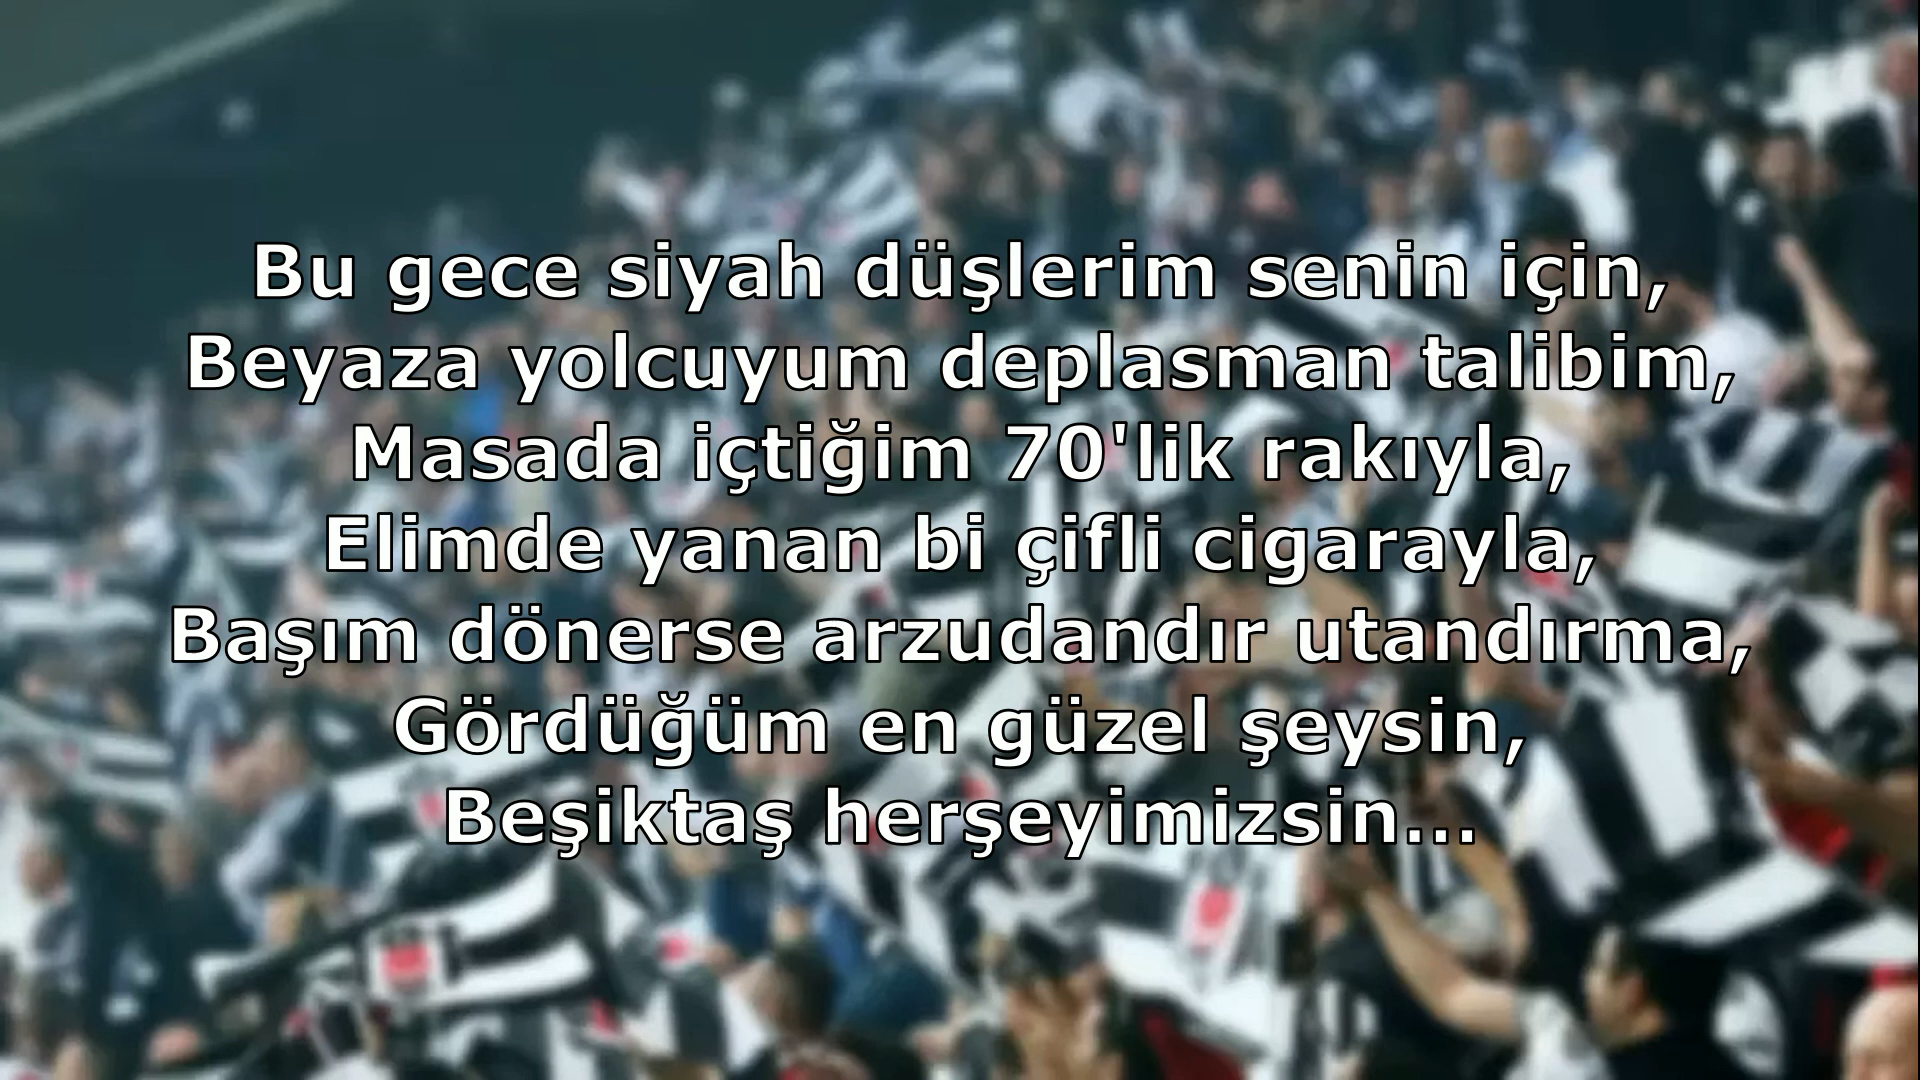 Bu gece siyah düşlerim senin için,
Beyaza yolcuyum deplasman talibim,
Masada içtiğim 70'lik rakıyla,
Elimde yanan bi çifli cigarayla,
Başım dönerse arzudandır utandırma,
Gördüğüm en güzel şeysin,
Beşiktaş herşeyimizsin...